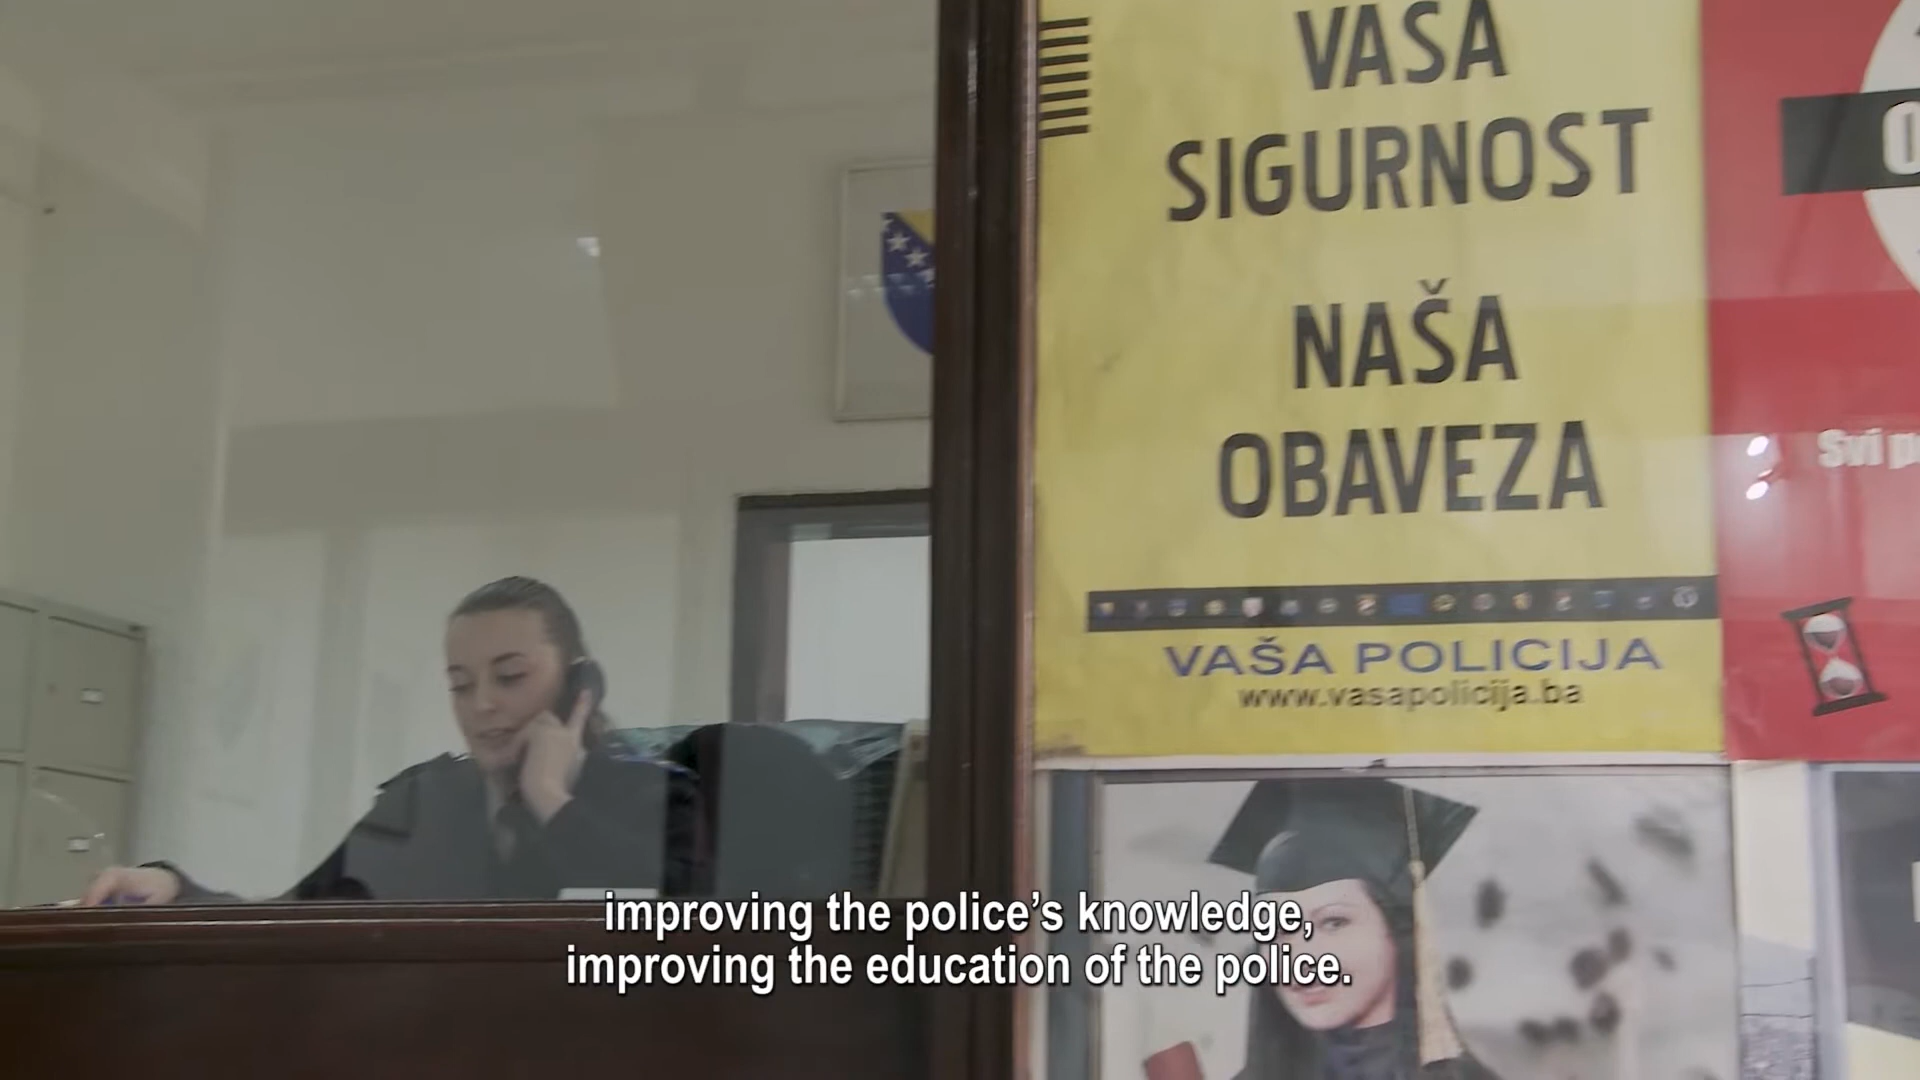 VAŠA
SIGURNOST
NAŠA
OBAVEZA
VAŠA POLICIJA
www.vasapolicija.ba
Svi
improving the police’s knowledge,
improving the education of the police.